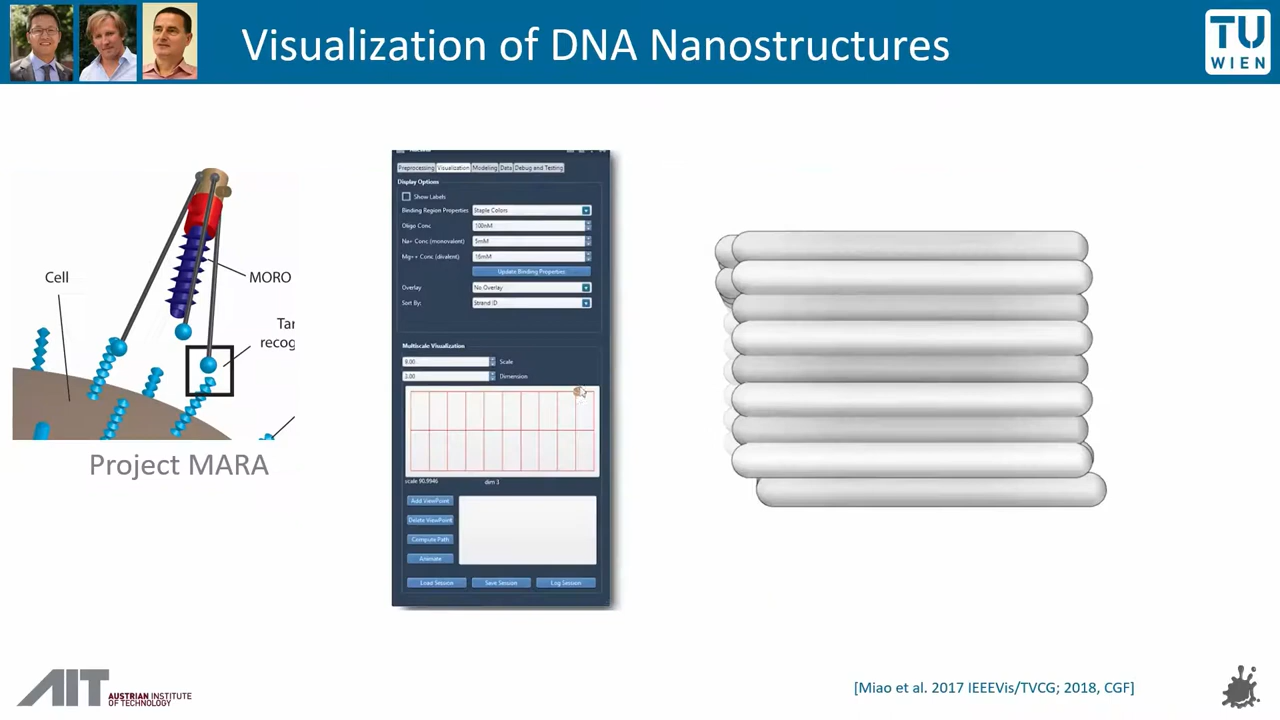 Visualization of DNA Nanostructures
TU
WIEN
Cell
MORO
Tar
recog
Project MARA
Preprocessing Visualization Modeling Data Debug and Testing
Display Options
Show Labels
Binding Region Properties Staple Colors
Oligo Conc 100nM
Na+ Conc (monovalent) 5mM
Mg++ Conc (divalent) 16mM
Update Binding Properties
Overlay No Overlay
Sort By: Strand ID
Multiscale Visualization
Scale
3.00 Dimension
scale 90.9946 dim 3
Add ViewPoint
Delete ViewPoint
Compute Path
Animate
Load Session Save Session Log Session
AIT AUSTRIAN INSTITUTE
OF TECHNOLOGY
[Miao et al. 2017 IEEEVis/TVCG; 2018, CGF]